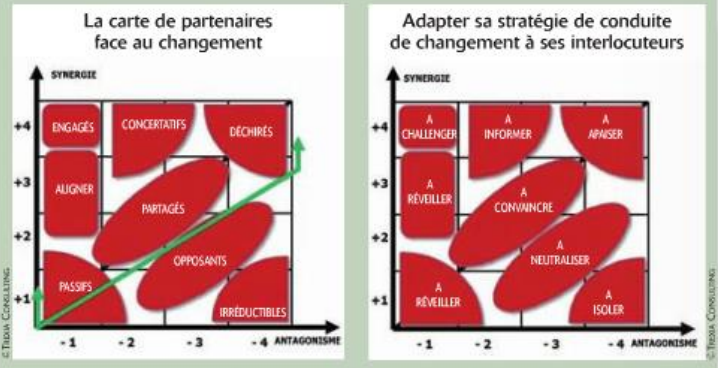 La carte de partenaires
face au changement
SYNERGIE
+4
+3
+2
+1
ENGAGÉS
CONCERTATIFS
DÉCHIRÉS
ALIGNER
PARTAGÉS
OPPOSANTS
PASSIFS
IRRÉDUCTIBLES
- 1
- 2
- 3
- 4
ANTAGONISME
© TREXIA CONSULTING
Adapter sa stratégie de conduite
de changement à ses interlocuteurs
SYNERGIE
+4
+3
+2
+1
A
CHALLENGER
A
INFORMER
A
APAISER
A
RÉVEILLER
A
CONVAINCRE
A
NEUTRALISER
A
RÉVEILLER
A
ISOLER
- 1
- 2
- 3
- 4
ANTAGONISME
© TREXIA CONSULTING